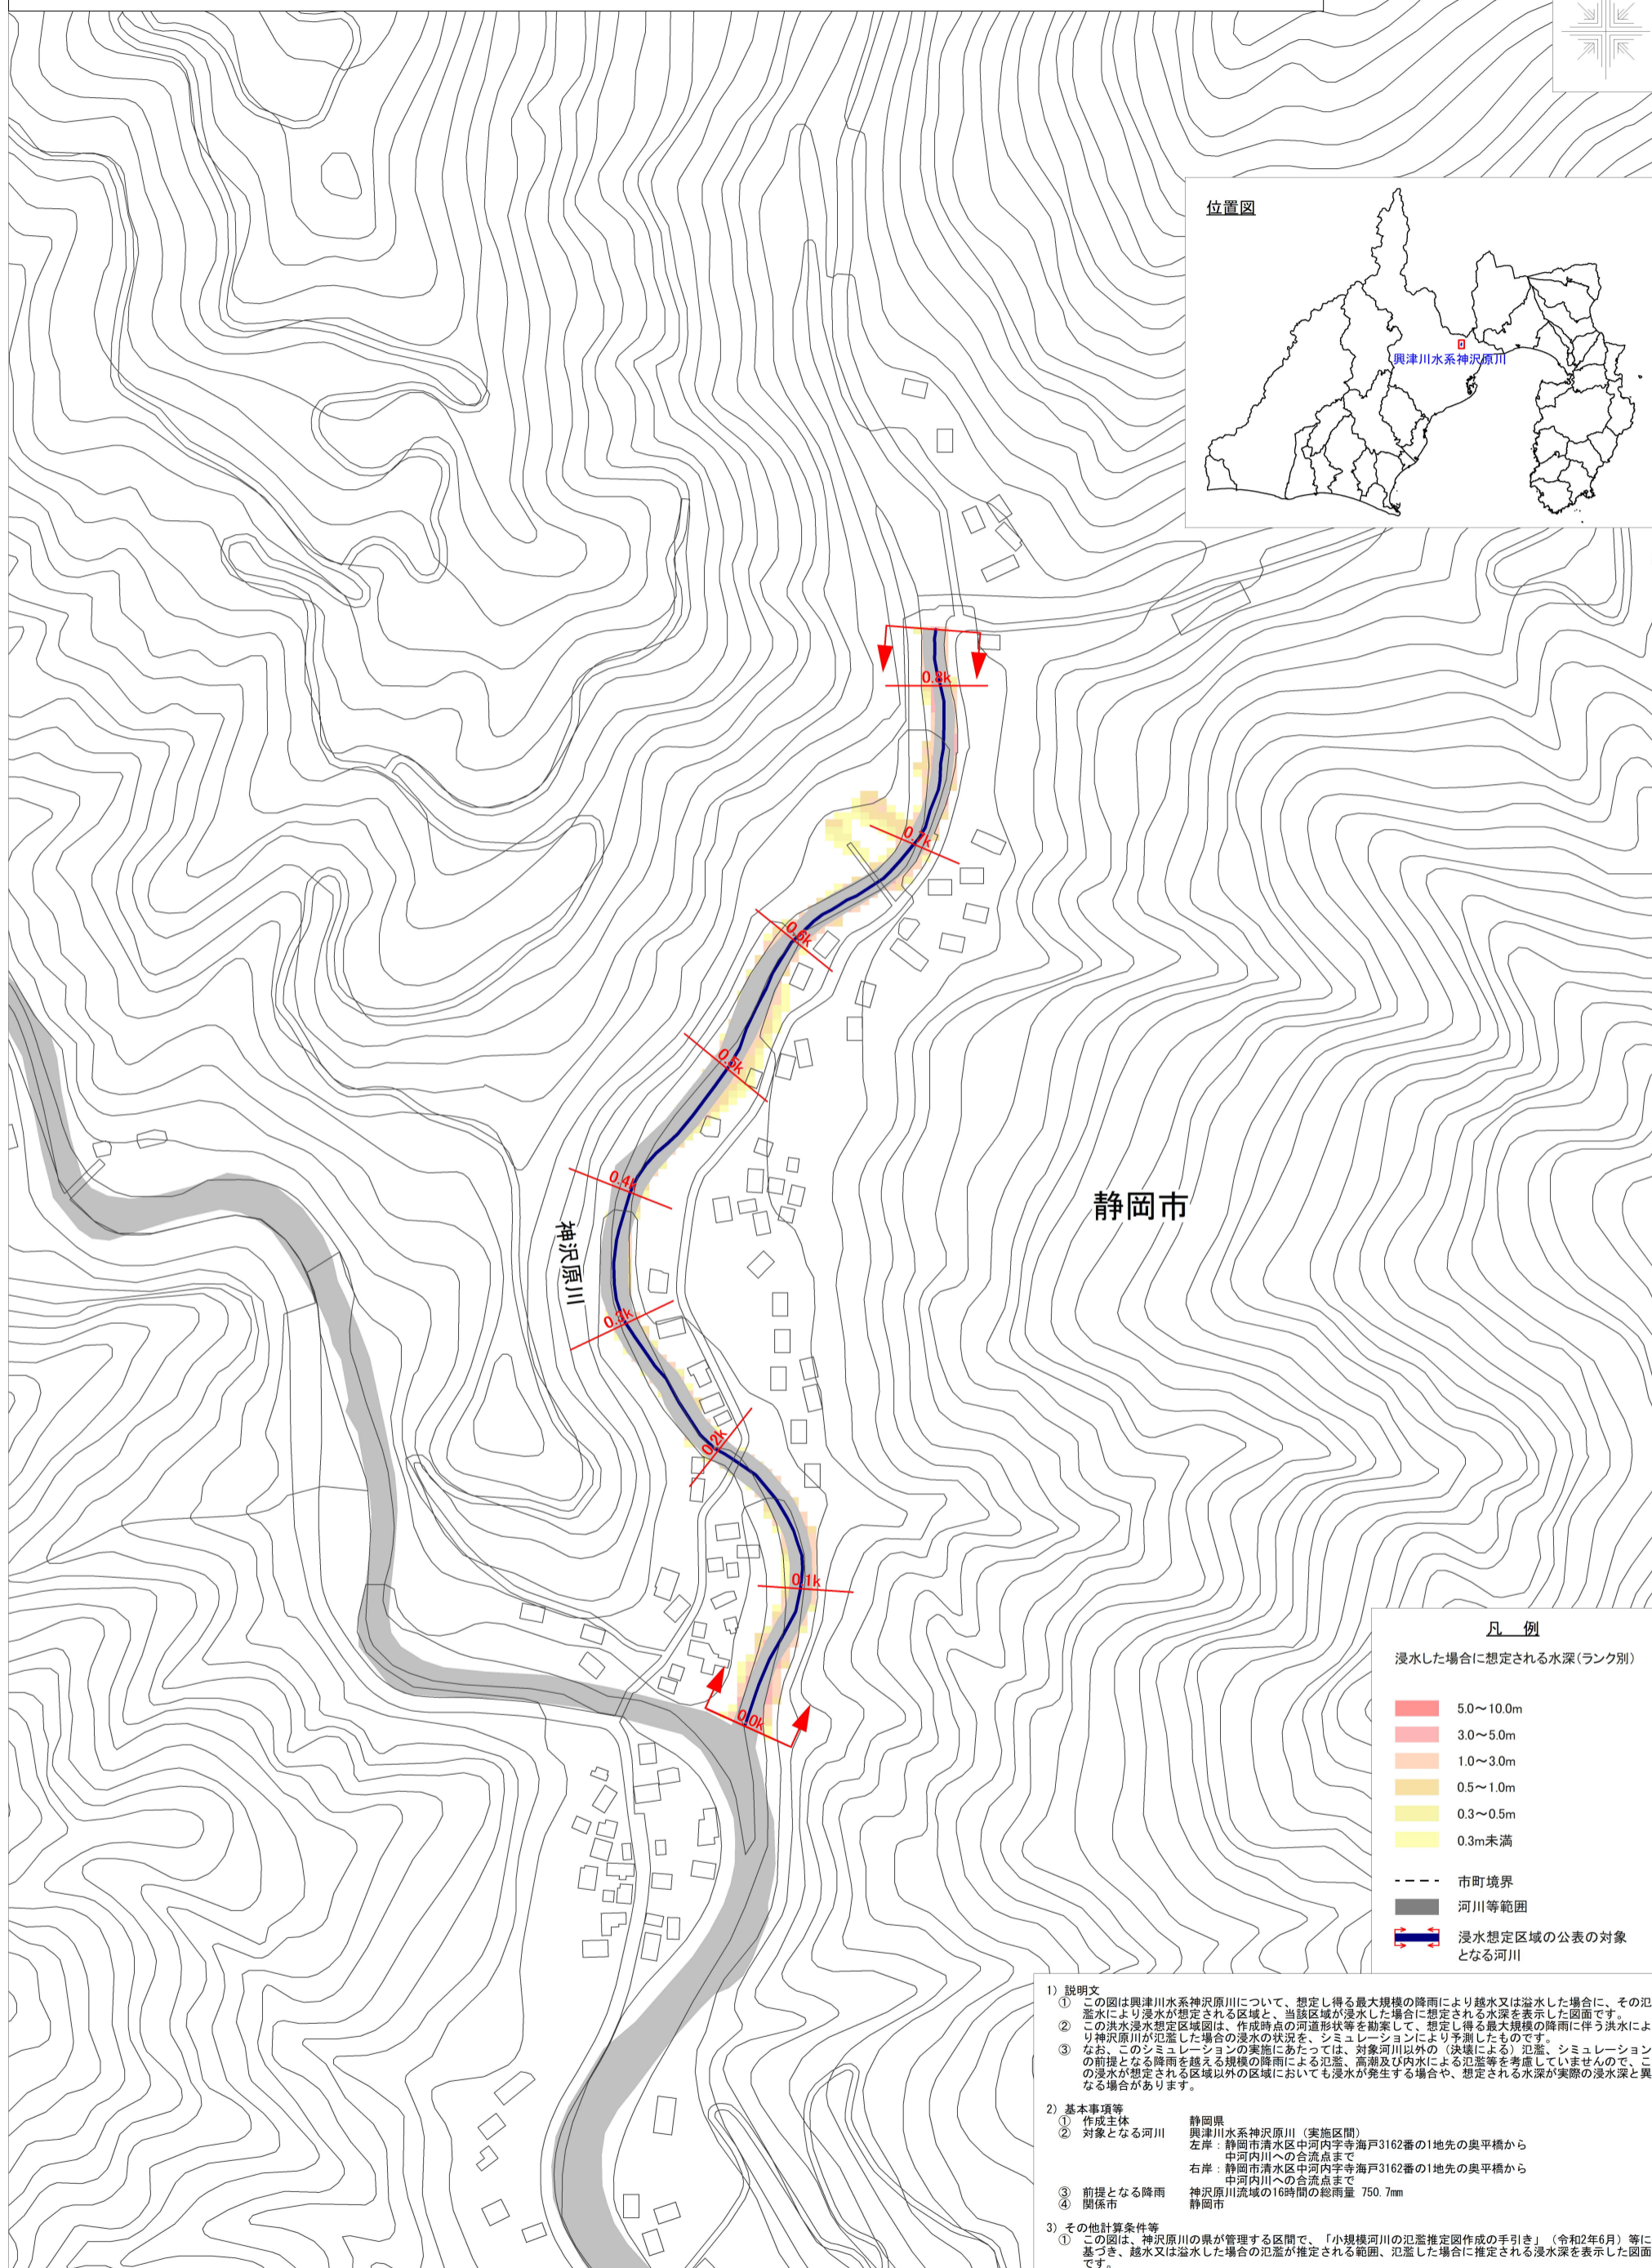 位置図
興津川水系神沢原川
0.8k
0.7k
0.6k
0.5k
0.4k
静岡市
神沢原川
0.3k
0.2k
0.1k
0.0k
凡 例
浸水した場合に想定される水深(ランク別)
5.0～10.0m
3.0～5.0m
1.0～3.0m
0.5～1.0m
0.3～0.5m
0.3m未満
市町境界
河川等範囲
浸水想定区域の公表の対象
となる河川
1) 説明文
① この図は興津川水系神沢原川について、想定し得る最大規模の降雨により越水又は溢水した場合に、その氾
濫水により浸水が想定される区域と、当該区域が浸水した場合に想定される水深を表示した図面です。
② この洪水浸水想定区域図は、作成時点の河道形状等を勘案して、想定し得る最大規模の降雨に伴う洪水によ
り神沢原川が氾濫した場合の浸水の状況を、シミュレーションにより予測したものです。
③ なお、このシミュレーションの実施にあたっては、対象河川以外の（決壊による）氾濫、シミュレーション
の前提となる降雨を越える規模の降雨による氾濫、高潮及び内水による氾濫等を考慮していませんので、こ
の浸水が想定される区域以外の区域においても浸水が発生する場合や、想定される水深が実際の浸水深と異
なる場合があります。
2) 基本事項等
① 作成主体 静岡県
② 対象となる河川 興津川水系神沢原川（実施区間）
左岸：静岡市清水区中河内字寺海戸3162番の1地先の奥平橋から
中河内川への合流点まで
右岸：静岡市清水区中河内字寺海戸3162番の1地先の奥平橋から
中河内川への合流点まで
③ 前提となる降雨 神沢原川流域の16時間の総雨量 750.7mm
④ 関係市 静岡市
3) その他計算条件等
① この図は、神沢原川の県が管理する区間で、「小規模河川の氾濫推定図作成の手引き」（令和2年6月）等に
基づき、越水又は溢水した場合の氾濫が推定される範囲、氾濫した場合に推定される浸水深を表示した図面
です。